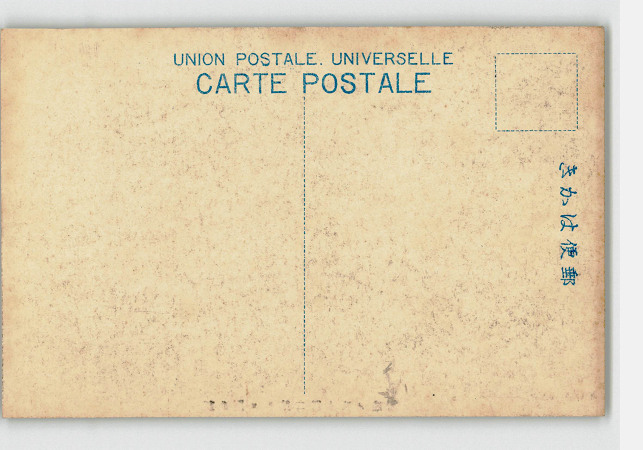 UNION POSTALE. UNIVERSELLE
CARTE POSTALE
郵便はかき